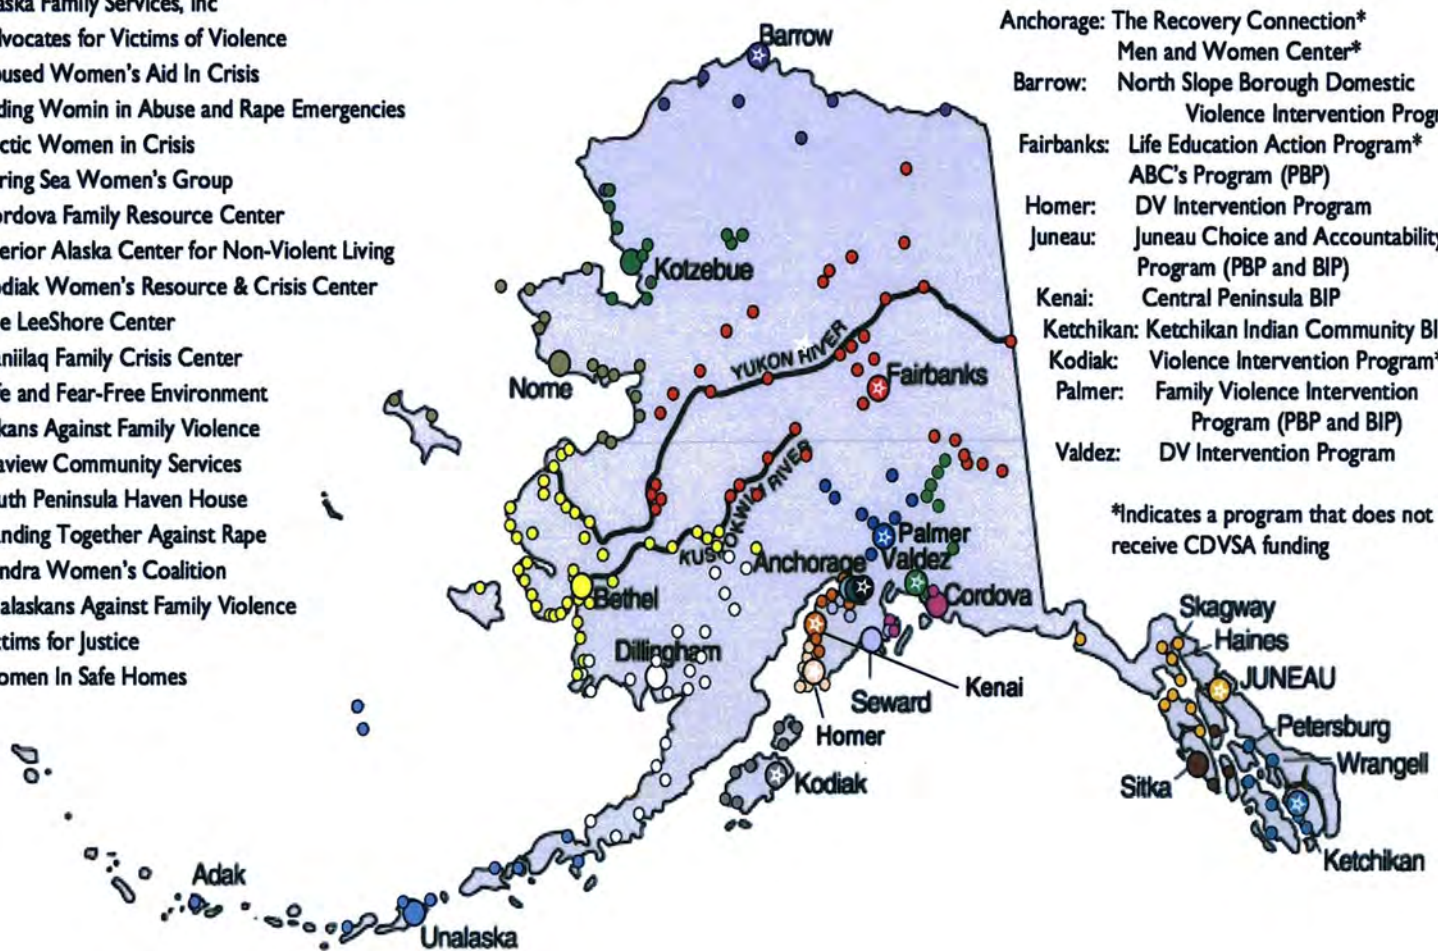 aska Family Services, Inc
dvocates for Victims of Violence
bused Women's Aid In Crisis
ding Womin in Abuse and Rape Emergencies
ctic Women in Crisis
ring Sea Women's Group
ordova Family Resource Center
erior Alaska Center for Non-Violent Living
odiak Women's Resource & Crisis Center
e LeeShore Center
aniilaq Family Crisis Center
fe and Fear-Free Environment
kans Against Family Violence
aview Community Services
uth Peninsula Haven House
anding Together Against Rape
ndra Women's Coalition
alaskans Against Family Violence
ctims for Justice
omen In Safe Homes
Anchorage: The Recovery Connection*
Men and Women Center*
Barrow: North Slope Borough Domestic
Violence Intervention Progr
Fairbanks: Life Education Action Program*
ABC's Program (PBP)
Homer: DV Intervention Program
Juneau: Juneau Choice and Accountability
Program (PBP and BIP)
Kenai: Central Peninsula BIP
Ketchikan: Ketchikan Indian Community BI
Kodiak: Violence Intervention Program*
Palmer: Family Violence Intervention
Program (PBP and BIP)
Valdez: DV Intervention Program
*Indicates a program that does not
receive CDVSA funding
Barrow
Kotzebue
Nome
YUKON RIVER
Fairbanks
KUSKOKWIM RIVER
Palmer
Anchorage
Valdez
Bethel
Cordova
Dillingham
Kenai
Seward
Homer
Kodiak
Skagway
Haines
JUNEAU
Petersburg
Wrangell
Sitka
Ketchikan
Adak
Unalaska